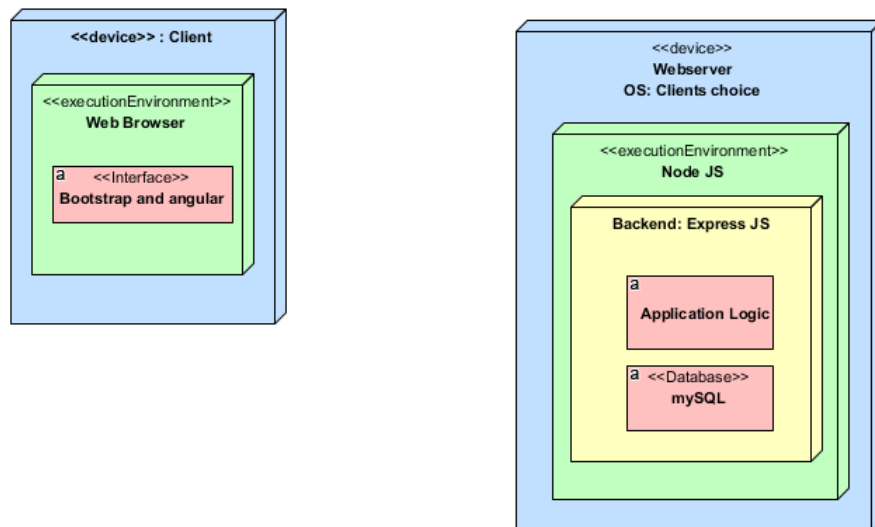 <<device>> : Client
<<executionEnvironment>>
Web Browser
a
<<Interface>>
Bootstrap and angular
<<device>>
Webserver
OS: Clients choice
<<executionEnvironment>>
Node JS
Backend: Express JS
a
Application Logic
a
<<Database>>
mySQL